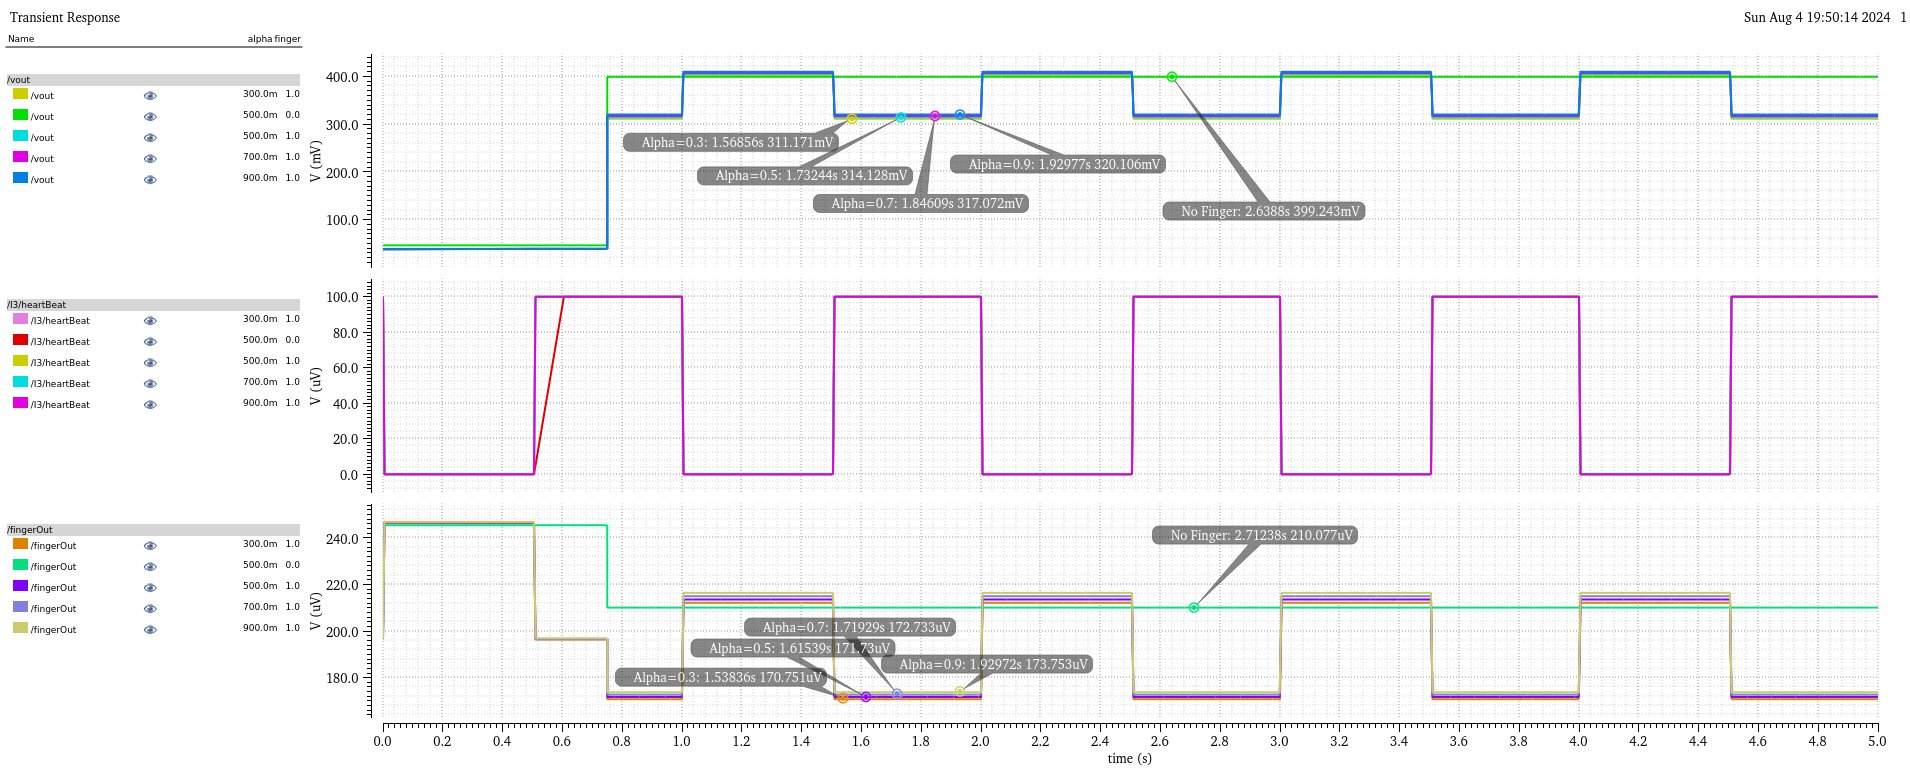 Transient Response
Sun Aug 4 19:50:14 2024 1
Name alpha finger
/vout
/vout 300.0m 1.0
/vout 500.0m 0.0
/vout 500.0m 1.0
/vout 700.0m 1.0
/vout 900.0m 1.0
V (mV)
400.0
300.0
200.0
100.0
Alpha=0.3: 1.56856s 311.171mV
Alpha=0.5: 1.73244s 314.128mV
Alpha=0.7: 1.84609s 317.072mV
Alpha=0.9: 1.92977s 320.106mV
No Finger: 2.6388s 399.243mV
/I3/heartBeat
/I3/heartBeat 300.0m 1.0
/I3/heartBeat 500.0m 0.0
/I3/heartBeat 500.0m 1.0
/I3/heartBeat 700.0m 1.0
/I3/heartBeat 900.0m 1.0
V (uV)
100.0
80.0
60.0
40.0
20.0
0.0
/fingerOut
/fingerOut 300.0m 1.0
/fingerOut 500.0m 0.0
/fingerOut 500.0m 1.0
/fingerOut 700.0m 1.0
/fingerOut 900.0m 1.0
V (uV)
240.0
220.0
200.0
180.0
No Finger: 2.71238s 210.077uV
Alpha=0.7: 1.71929s 172.733uV
Alpha=0.5: 1.61539s 171.73uV
Alpha=0.9: 1.92972s 173.753uV
Alpha=0.3: 1.53836s 170.751uV
0.0 0.2 0.4 0.6 0.8 1.0 1.2 1.4 1.6 1.8 2.0 2.2 2.4 2.6 2.8 3.0 3.2 3.4 3.6 3.8 4.0 4.2 4.4 4.6 4.8 5.0
time (s)